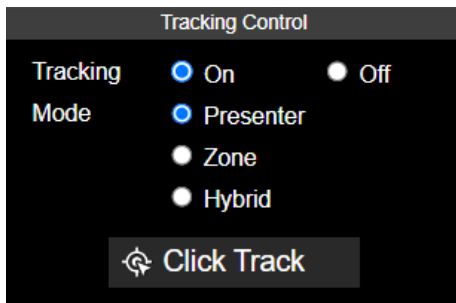 Tracking Control
Tracking On Off
Mode Presenter
Zone
Hybrid
Click Track